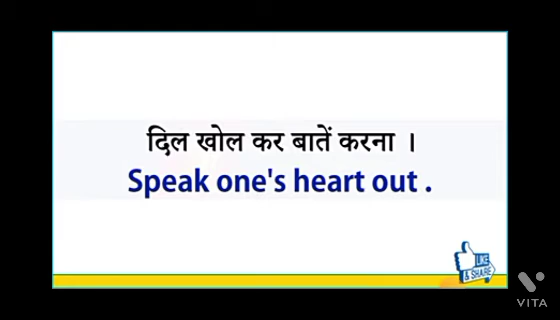 दिल खोल कर बातें करना ।
Speak one's heart out .
LIKE
& SHARE
VITA